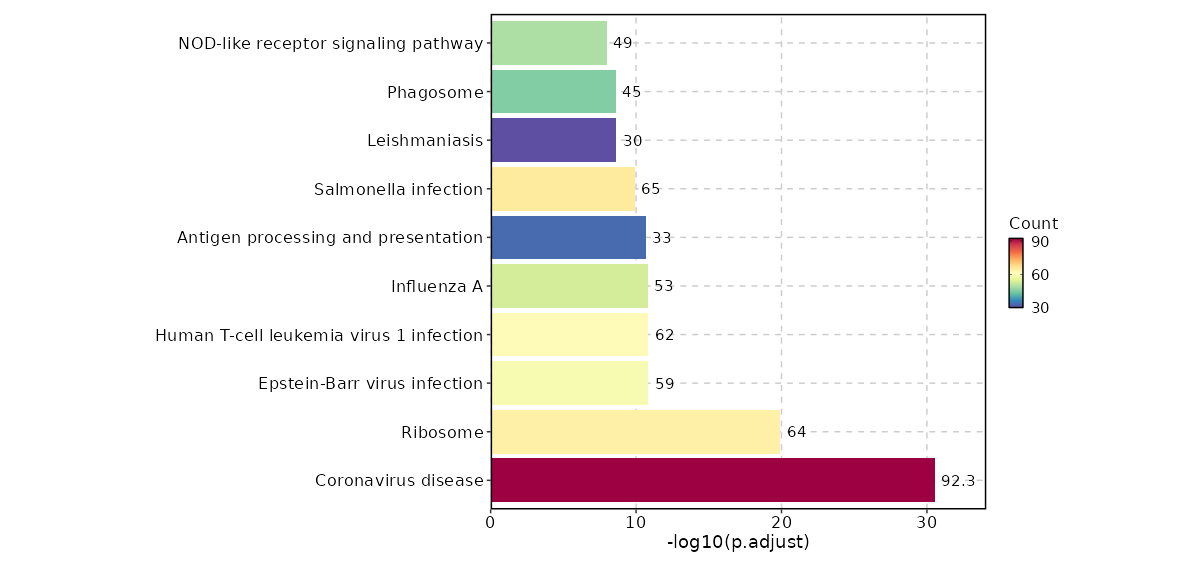 NOD-like receptor signaling pathway 49
Phagosome 45
Leishmaniasis 30
Salmonella infection 65
Antigen processing and presentation 33
Influenza A 53
Human T-cell leukemia virus 1 infection 62
Epstein-Barr virus infection 59
Ribosome 64
Coronavirus disease 92.3
0 10 20 30
-log10(p.adjust)
Count
90
60
30